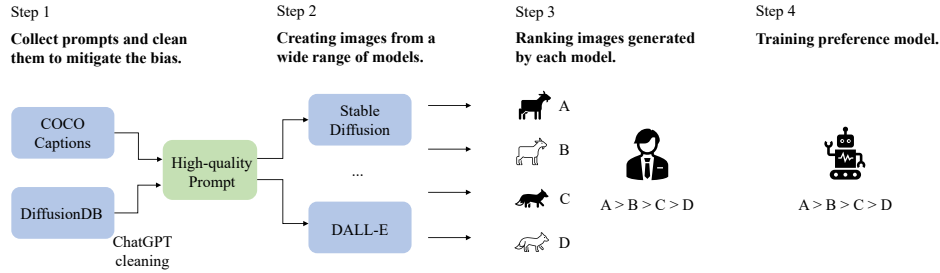 Step 1
Collect prompts and clean
them to mitigate the bias.
COCO
Captions
DiffusionDB
ChatGPT
cleaning
High-quality
Prompt
Step 2
Creating images from a
wide range of models.
Stable
Diffusion
...
DALL-E
Step 3
Ranking images generated
by each model.
A
B
C
D
A > B > C > D
Step 4
Training preference model.
A > B > C > D